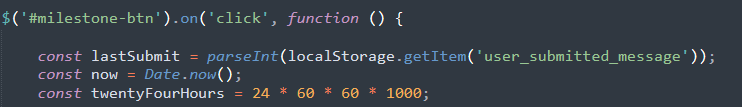 $('#milestone-btn').on('click', function () {
const lastSubmit = parseInt(localStorage.getItem('user_submitted_message'));
const now = Date.now();
const twentyFourHours = 24 * 60 * 60 * 1000;